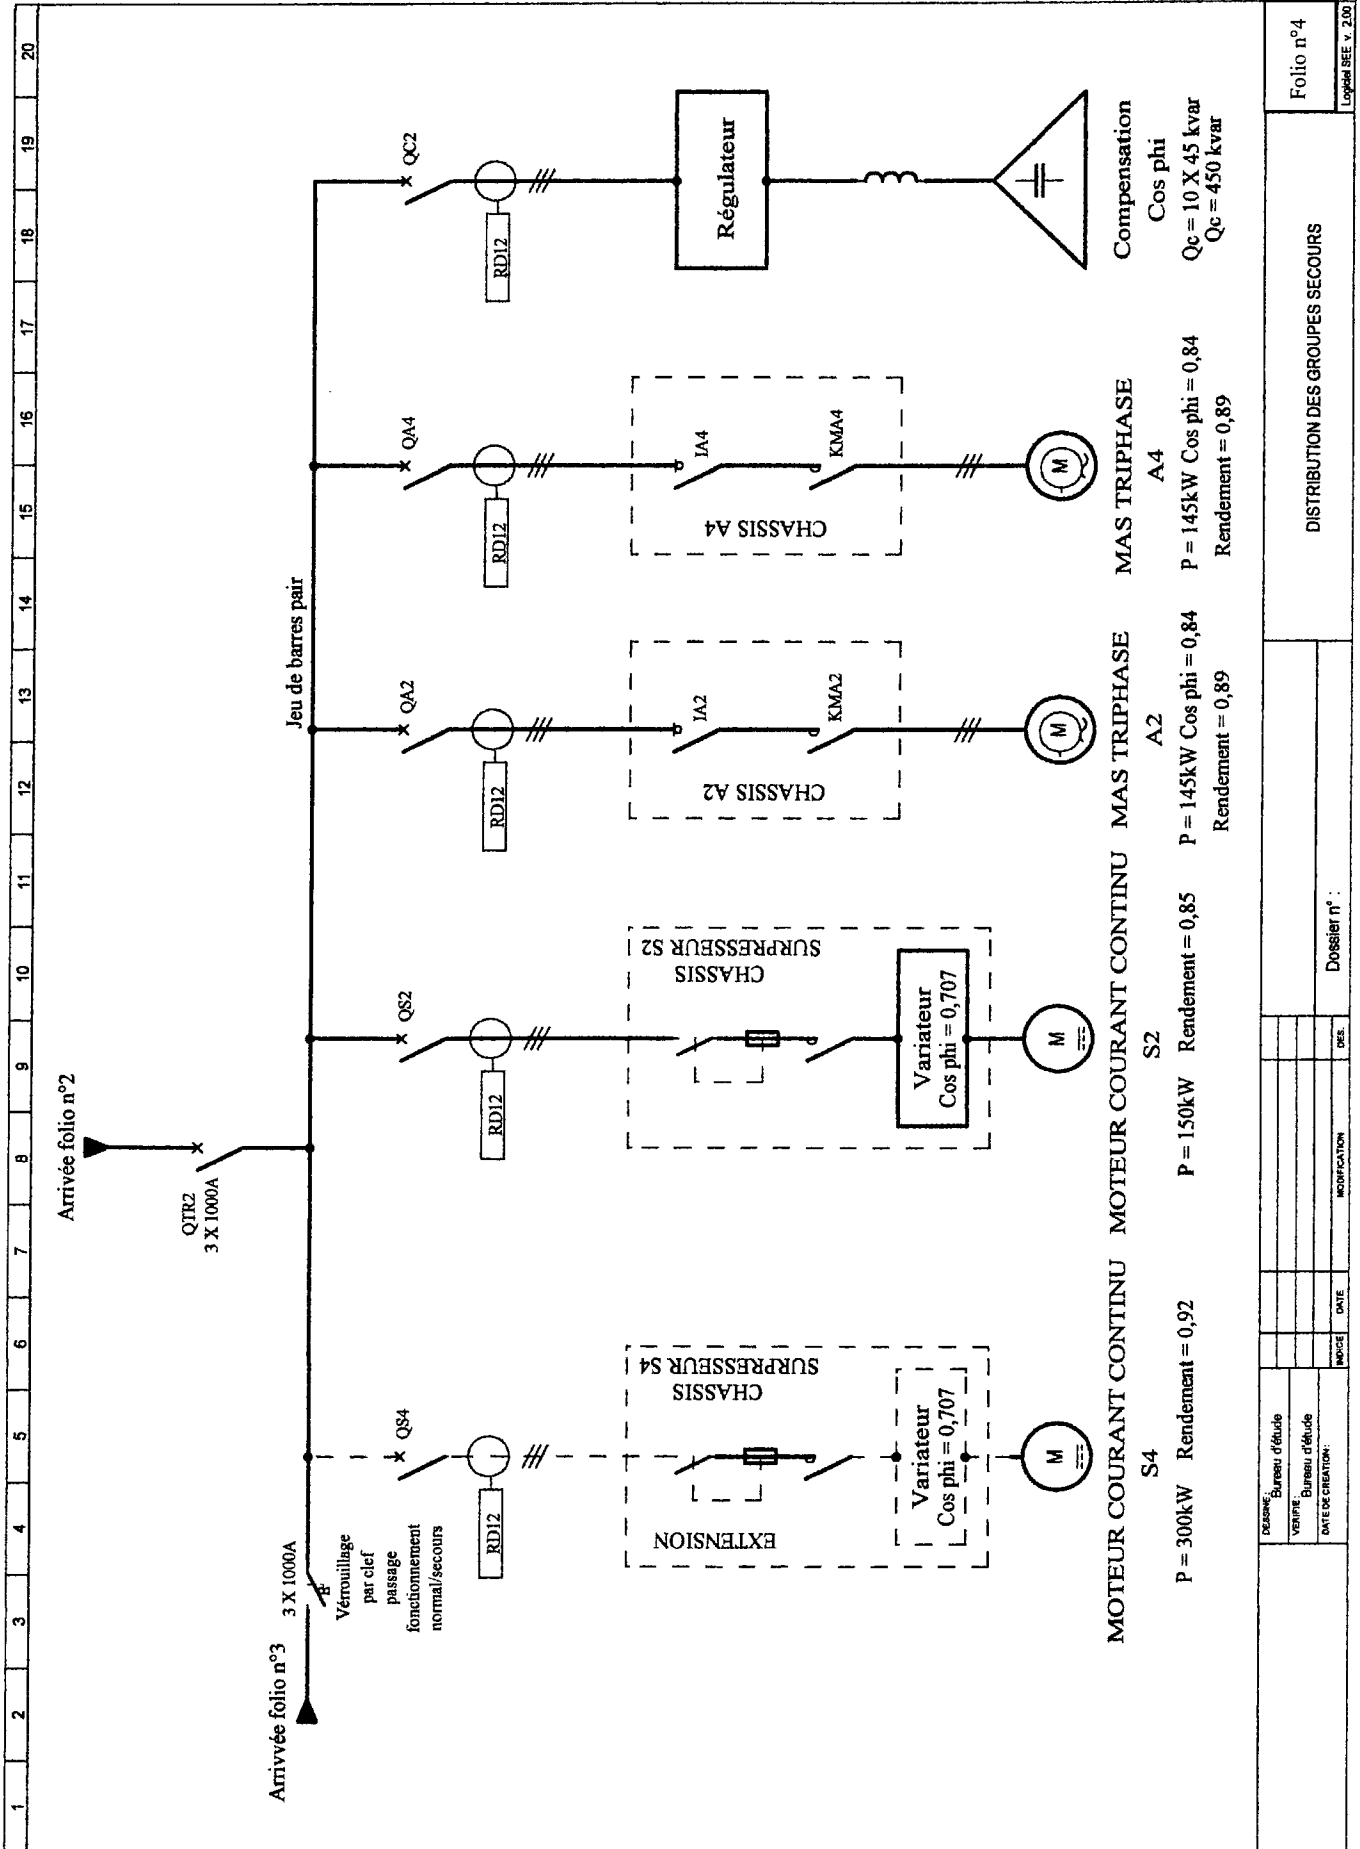 1 2 3 4 5 6 7 8 9 10 11 12 13 14 15 16 17 18 19 20
Arrivée folio n°2
QTR2
3 X 1000A
Arrivvée folio n°3
3 X 1000A
Vérrouillage
par clef
passage
fonctionnement
normal/secours
Jeu de barres pair
QS4
RD12
EXTENSION
CHASSIS
SURPRESSEUR S4
Variateur
Cos phi = 0,707
M
MOTEUR COURANT CONTINU
S4
P = 300kW Rendement = 0,92
QS2
RD12
CHASSIS
SURPRESSEUR S2
Variateur
Cos phi = 0,707
M
MOTEUR COURANT CONTINU
S2
P = 150kW Rendement = 0,85
QA2
RD12
CHASSIS A2
IA2
KMA2
M
MAS TRIPHASE
A2
P = 145kW Cos phi = 0,84
Rendement = 0,89
QA4
RD12
CHASSIS A4
IA4
KMA4
M
MAS TRIPHASE
A4
P = 145kW Cos phi = 0,84
Rendement = 0,89
QC2
RD12
Régulateur
Compensation
Cos phi
Qc = 10 X 45 kvar
Qc = 450 kvar
DESSINE:
Bureau d'étude
VERIFIE:
Bureau d'étude
DATE DE CREATION:
INDICE
DATE
MODIFICATION
DES.
Dossier n° :
DISTRIBUTION DES GROUPES SECOURS
Folio n°4
Logiciel SEE v. 2.00